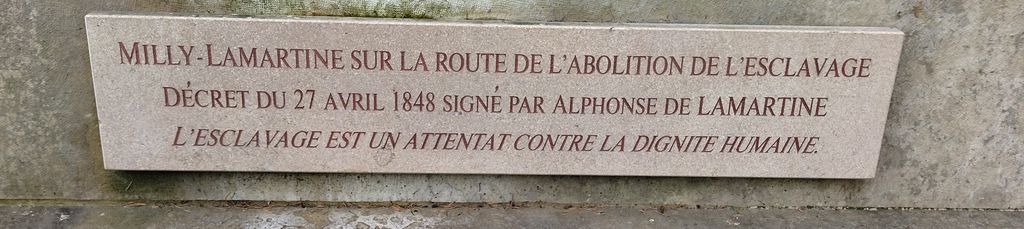 MILLY-LAMARTINE SUR LA ROUTE DE L'ABOLITION DE L'ESCLAVAGE
DÉCRET DU 27 AVRIL 1848 SIGNÉ PAR ALPHONSE DE LAMARTINE
L'ESCLAVAGE EST UN ATTENTAT CONTRE LA DIGNITE HUMAINE.